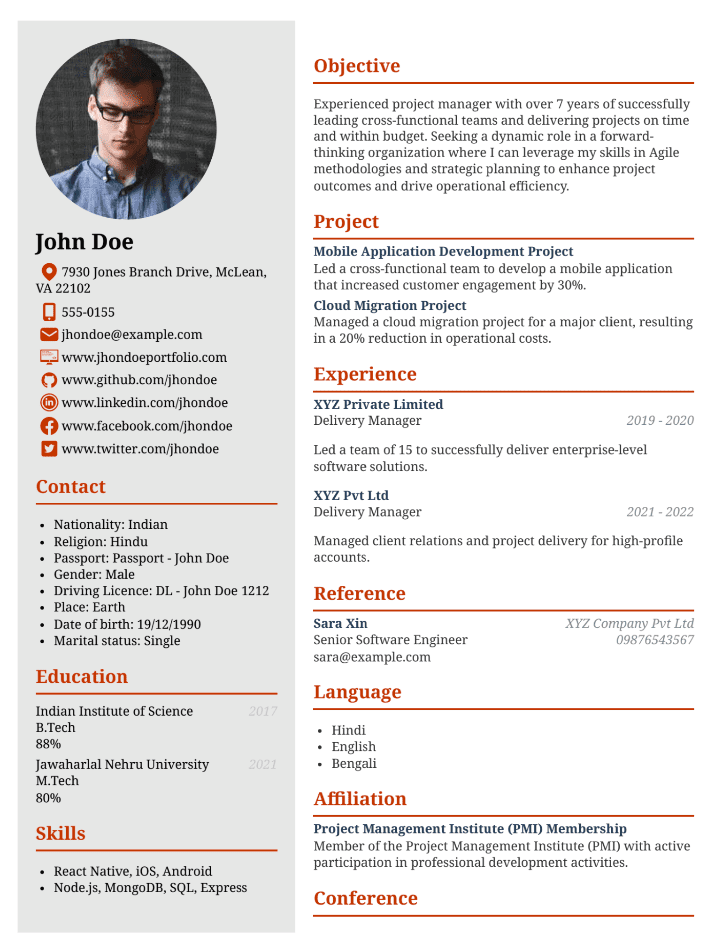 John Doe
7930 Jones Branch Drive, McLean,
VA 22102
555-0155
jhondoe@example.com
www.jhondoeportfolio.com
www.github.com/jhondoe
www.linkedin.com/jhondoe
www.facebook.com/jhondoe
www.twitter.com/jhondoe
Contact
• Nationality: Indian
• Religion: Hindu
• Passport: Passport - John Doe
• Gender: Male
• Driving Licence: DL - John Doe 1212
• Place: Earth
• Date of birth: 19/12/1990
• Marital status: Single
Education
Indian Institute of Science 2017
B.Tech
88%
Jawaharlal Nehru University 2021
M.Tech
80%
Skills
• React Native, iOS, Android
• Node.js, MongoDB, SQL, Express
Objective
Experienced project manager with over 7 years of successfully
leading cross-functional teams and delivering projects on time
and within budget. Seeking a dynamic role in a forward-
thinking organization where I can leverage my skills in Agile
methodologies and strategic planning to enhance project
outcomes and drive operational efficiency.
Project
Mobile Application Development Project
Led a cross-functional team to develop a mobile application
that increased customer engagement by 30%.
Cloud Migration Project
Managed a cloud migration project for a major client, resulting
in a 20% reduction in operational costs.
Experience
XYZ Private Limited
Delivery Manager 2019 - 2020
Led a team of 15 to successfully deliver enterprise-level
software solutions.
XYZ Pvt Ltd
Delivery Manager 2021 - 2022
Managed client relations and project delivery for high-profile
accounts.
Reference
Sara Xin XYZ Company Pvt Ltd
Senior Software Engineer 09876543567
sara@example.com
Language
• Hindi
• English
• Bengali
Affiliation
Project Management Institute (PMI) Membership
Member of the Project Management Institute (PMI) with active
participation in professional development activities.
Conference